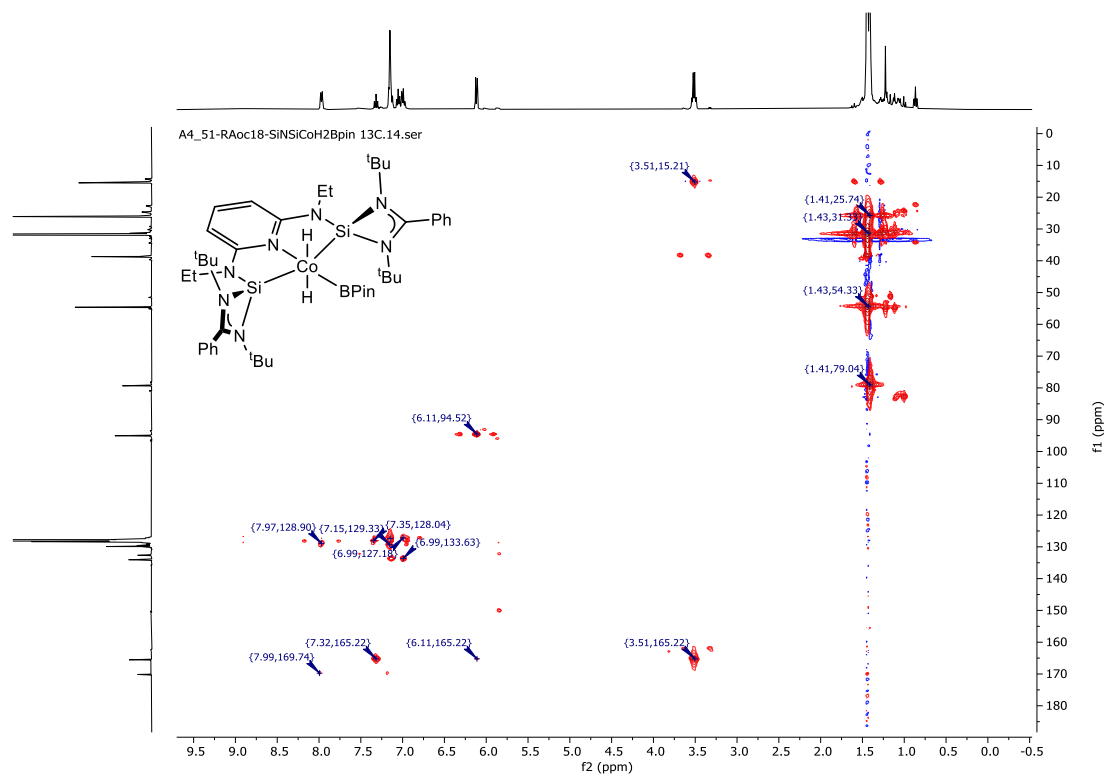 A4_51-RAoc18-SiNSiCoH2Bpin 13C.14.ser
tBu
Et
N
N
Ph
Si
H
N
N
tBu
Co
tBu
Et
N
Si
BPin
H
N
N
Ph
tBu
{3.51,15.21}
{1.41,25.74}
{1.43,31.33}
{1.43,54.33}
{1.41,79.04}
{6.11,94.52}
{7.97,128.90}
{7.15,129.33}
{7.35,128.04}
{6.99,127.18}
{6.99,133.63}
{7.32,165.22}
{6.11,165.22}
{3.51,165.22}
{7.99,169.74}
0
10
20
30
40
50
60
70
80
90
100
110
120
130
140
150
160
170
180
f1 (ppm)
9.5 9.0 8.5 8.0 7.5 7.0 6.5 6.0 5.5 5.0 4.5 4.0 3.5 3.0 2.5 2.0 1.5 1.0 0.5 0.0 -0.5
f2 (ppm)